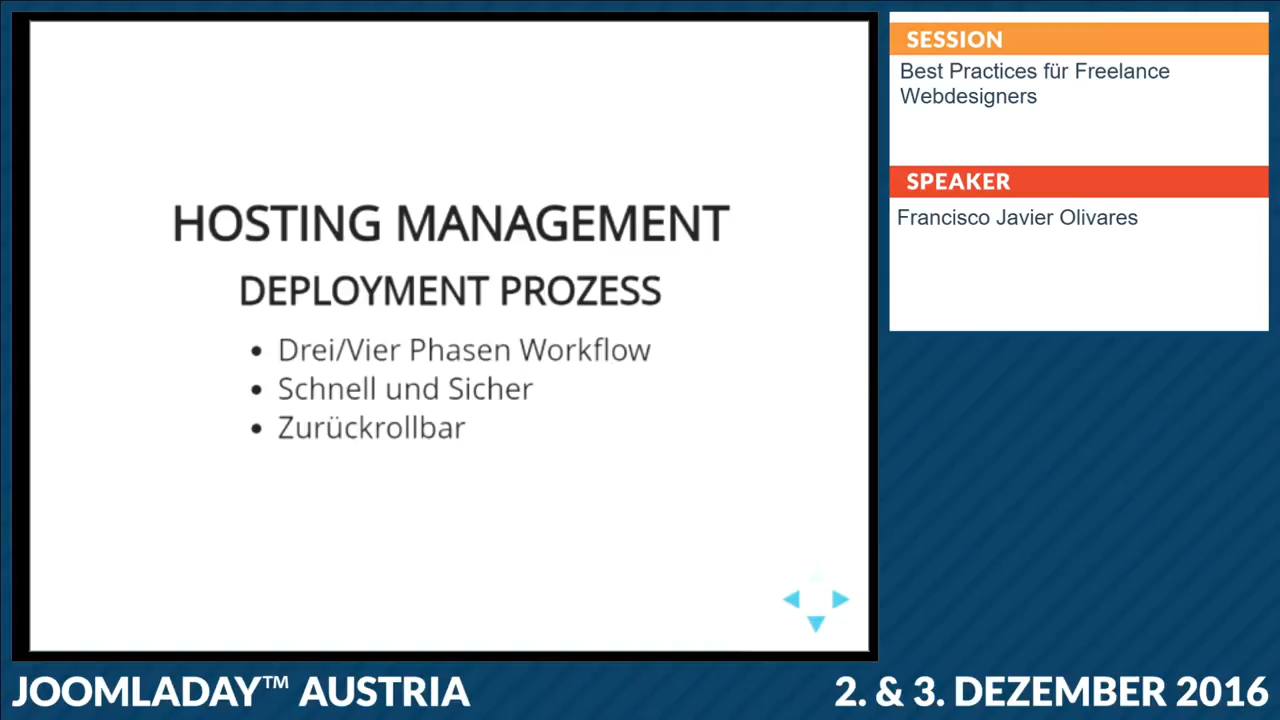 HOSTING MANAGEMENT
DEPLOYMENT PROZESS
• Drei/Vier Phasen Workflow
• Schnell und Sicher
• Zurückrollbar
SESSION
Best Practices für Freelance
Webdesigners
SPEAKER
Francisco Javier Olivares
JOOMLADAY™ AUSTRIA
2. & 3. DEZEMBER 2016